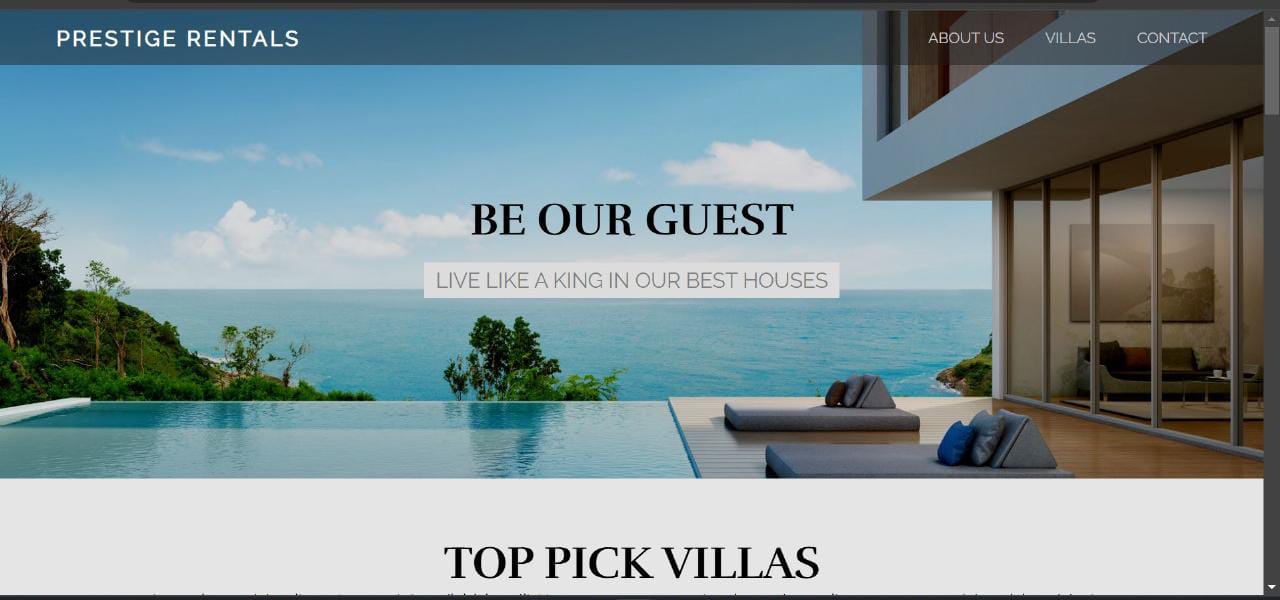 PRESTIGE RENTALS
ABOUT US
VILLAS
CONTACT
BE OUR GUEST
LIVE LIKE A KING IN OUR BEST HOUSES
TOP PICK VILLAS